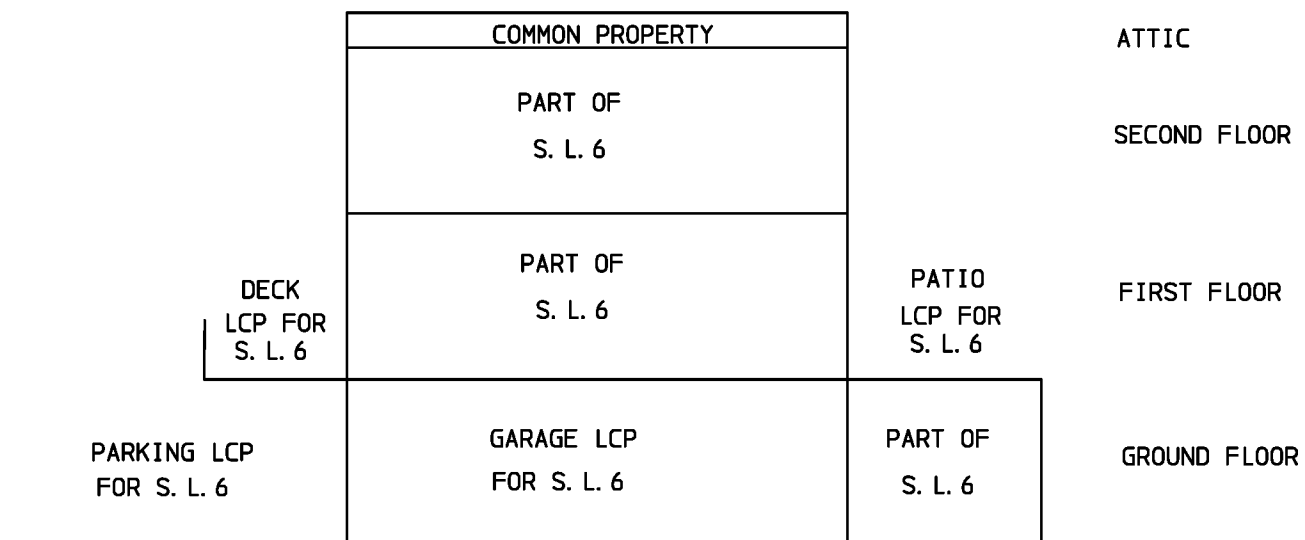 COMMON PROPERTY
ATTIC
PART OF
S. L. 6
SECOND FLOOR
DECK
LCP FOR
S. L. 6
PART OF
S. L. 6
PATIO
LCP FOR
S. L. 6
FIRST FLOOR
PARKING LCP
FOR S. L. 6
GARAGE LCP
FOR S. L. 6
PART OF
S. L. 6
GROUND FLOOR